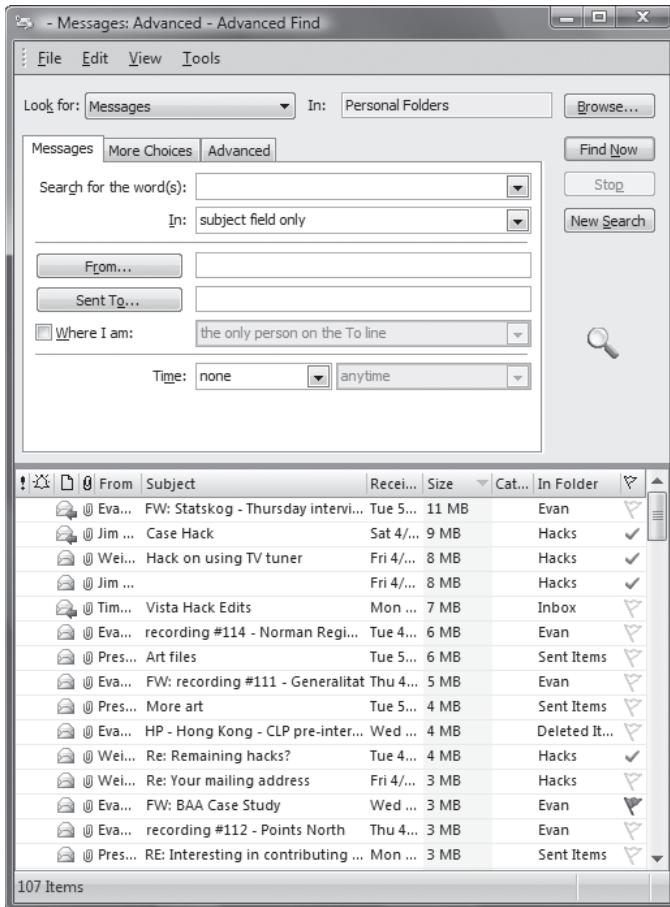 - Messages: Advanced - Advanced Find
File Edit View Tools
Look for: Messages In: Personal Folders Browse...
Messages More Choices Advanced Find Now
Search for the word(s): Stop
In: subject field only New Search
From...
Sent To...
Where I am: the only person on the To line
Time: none anytime
! From Subject Recei... Size Cat... In Folder
Eva... FW: Statskog - Thursday intervi... Tue 5... 11 MB Evan
Jim ... Case Hack Sat 4/... 9 MB Hacks
Wei... Hack on using TV tuner Fri 4/... 8 MB Hacks
Jim ... Fri 4/... 8 MB Hacks
Tim... Vista Hack Edits Mon ... 7 MB Inbox
Eva... recording #114 - Norman Regi... Tue 4... 6 MB Evan
Pres... Art files Tue 5... 6 MB Sent Items
Eva... FW: recording #111 - Generalitat Thu 4... 5 MB Evan
Pres... More art Tue 5... 4 MB Sent Items
Eva... HP - Hong Kong - CLP pre-inter... Wed ... 4 MB Deleted It...
Wei... Re: Remaining hacks? Tue 4... 4 MB Hacks
Wei... Re: Your mailing address Fri 4/... 3 MB Hacks
Eva... FW: BAA Case Study Wed ... 3 MB Evan
Eva... recording #112 - Points North Thu 4... 3 MB Evan
Pres... RE: Interesting in contributing ... Mon ... 3 MB Sent Items
107 Items